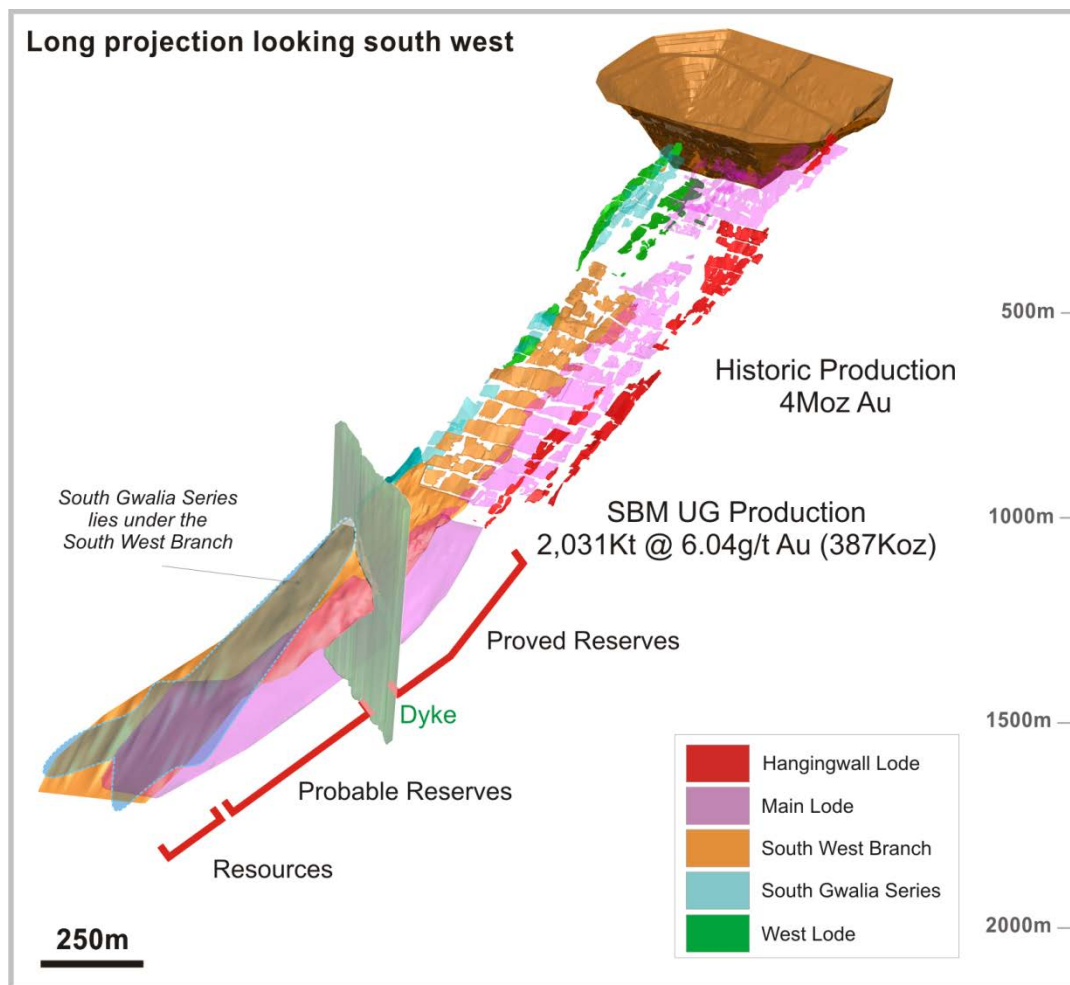 Long projection looking south west
500m
Historic Production
4Moz Au
South Gwalia Series
lies under the
South West Branch
1000m
SBM UG Production
2,031Kt @ 6.04g/t Au (387Koz)
Proved Reserves
Dyke
1500m
Probable Reserves
Resources
Hangingwall Lode
Main Lode
South West Branch
South Gwalia Series
West Lode
2000m
250m